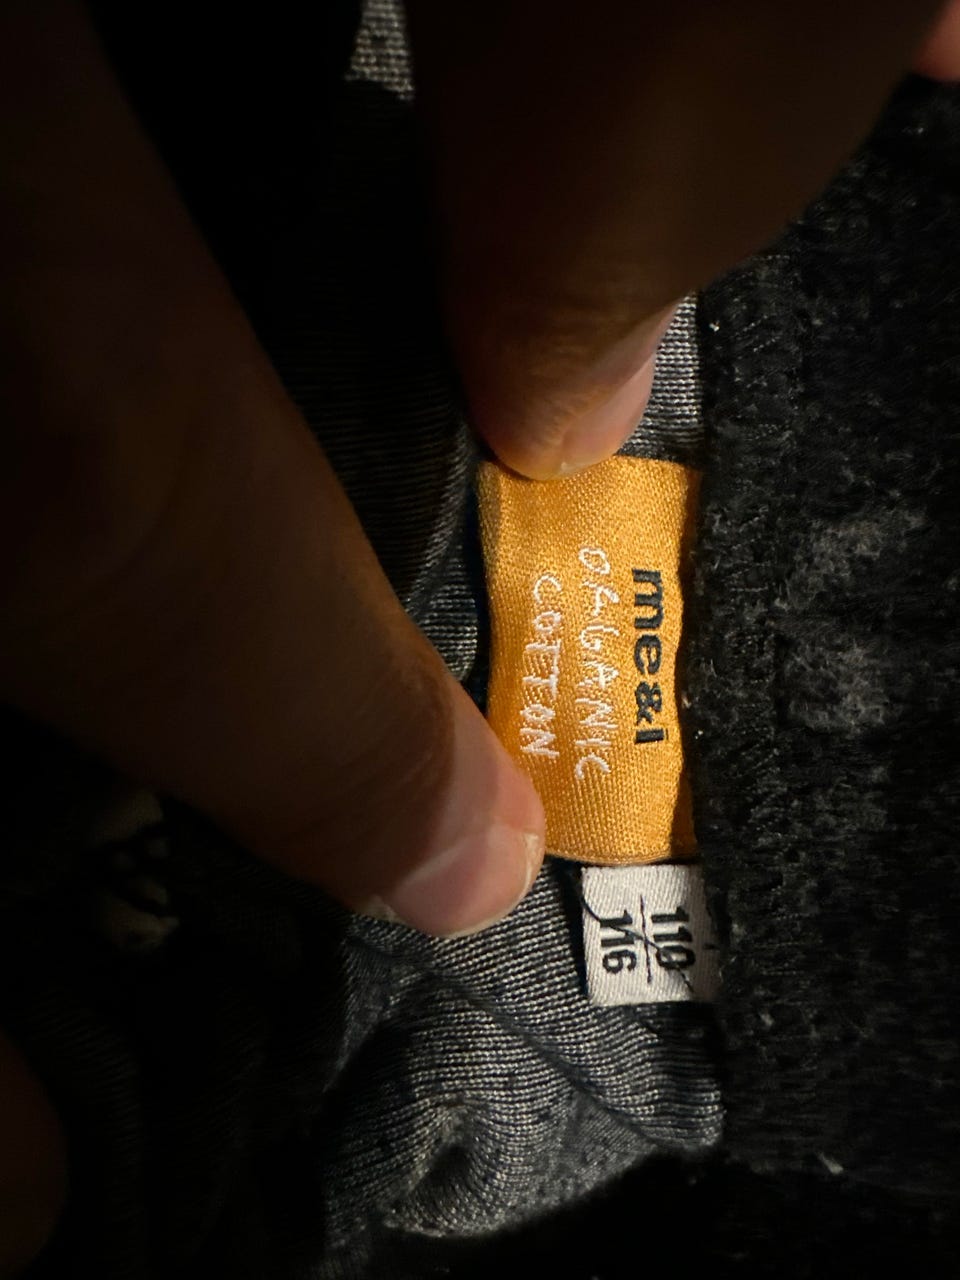 me&i
ORGANIC
COTTON
110
116